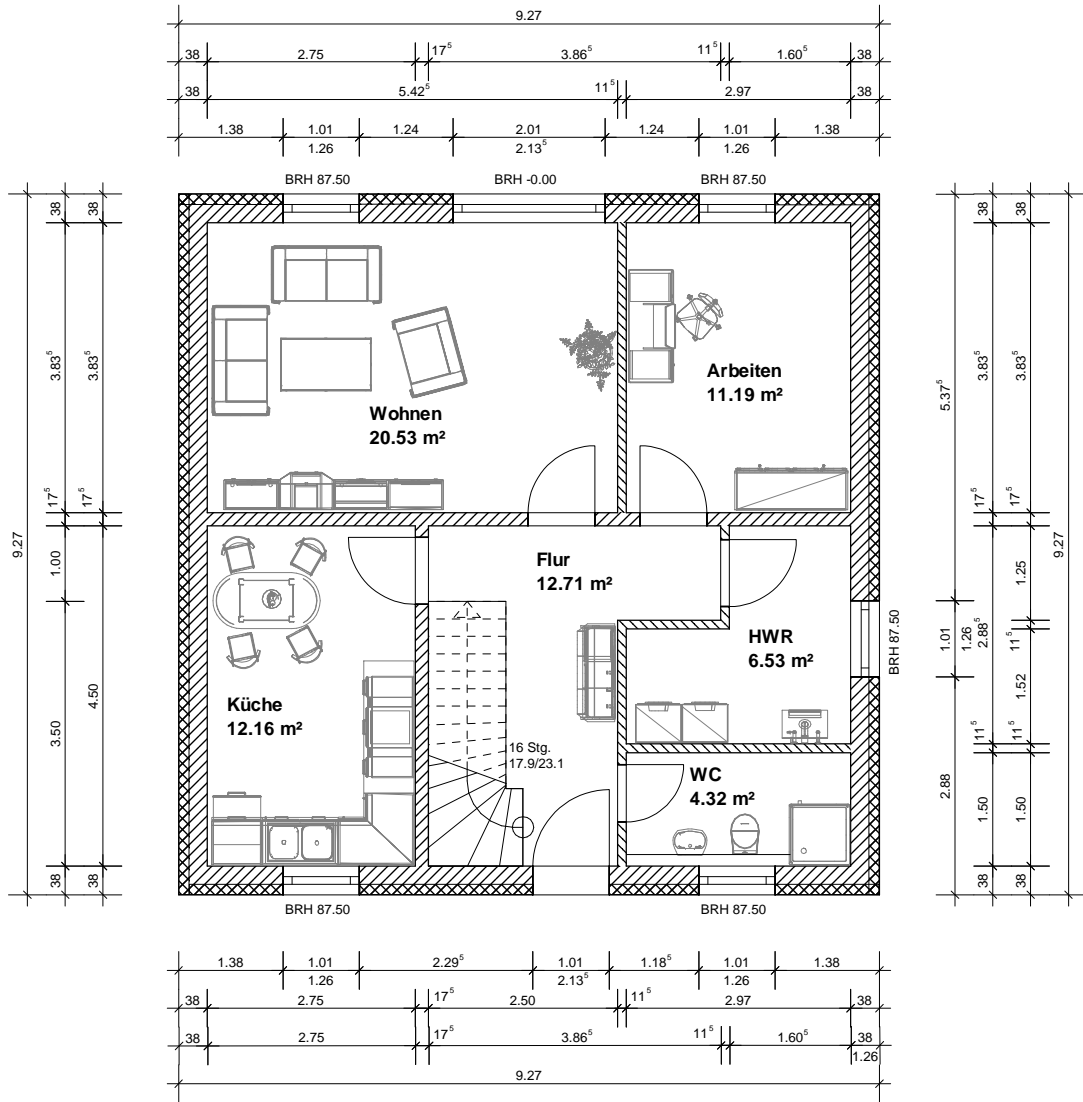 9.27
38 2.75 17⁵ 3.86⁵ 11⁵ 1.60⁵ 38
38 5.42⁵ 11⁵ 2.97 38
1.38 1.01 1.24 2.01 1.24 1.01 1.38
1.26 2.13⁵ 1.26
BRH 87.50 BRH -0.00 BRH 87.50
9.27
38 3.83⁵ 17⁵ 1.00 3.50 38
38 3.83⁵ 17⁵ 4.50 38
Wohnen
20.53 m²
Arbeiten
11.19 m²
Flur
12.71 m²
HWR
6.53 m²
Küche
12.16 m²
16 Stg.
17.9/23.1
WC
4.32 m²
BRH 87.50
5.37⁵ 1.01 2.88
1.26
38 3.83⁵ 17⁵ 2.88⁵ 11⁵ 1.50 38
38 3.83⁵ 17⁵ 1.25 11⁵ 1.52 11⁵ 1.50 38
9.27
BRH 87.50 BRH 87.50
1.38 1.01 2.29⁵ 1.01 1.18⁵ 1.01 1.38
1.26 2.13⁵ 1.26
38 2.75 17⁵ 2.50 11⁵ 2.97 38
38 2.75 17⁵ 3.86⁵ 11⁵ 1.60⁵ 38
1.26
9.27